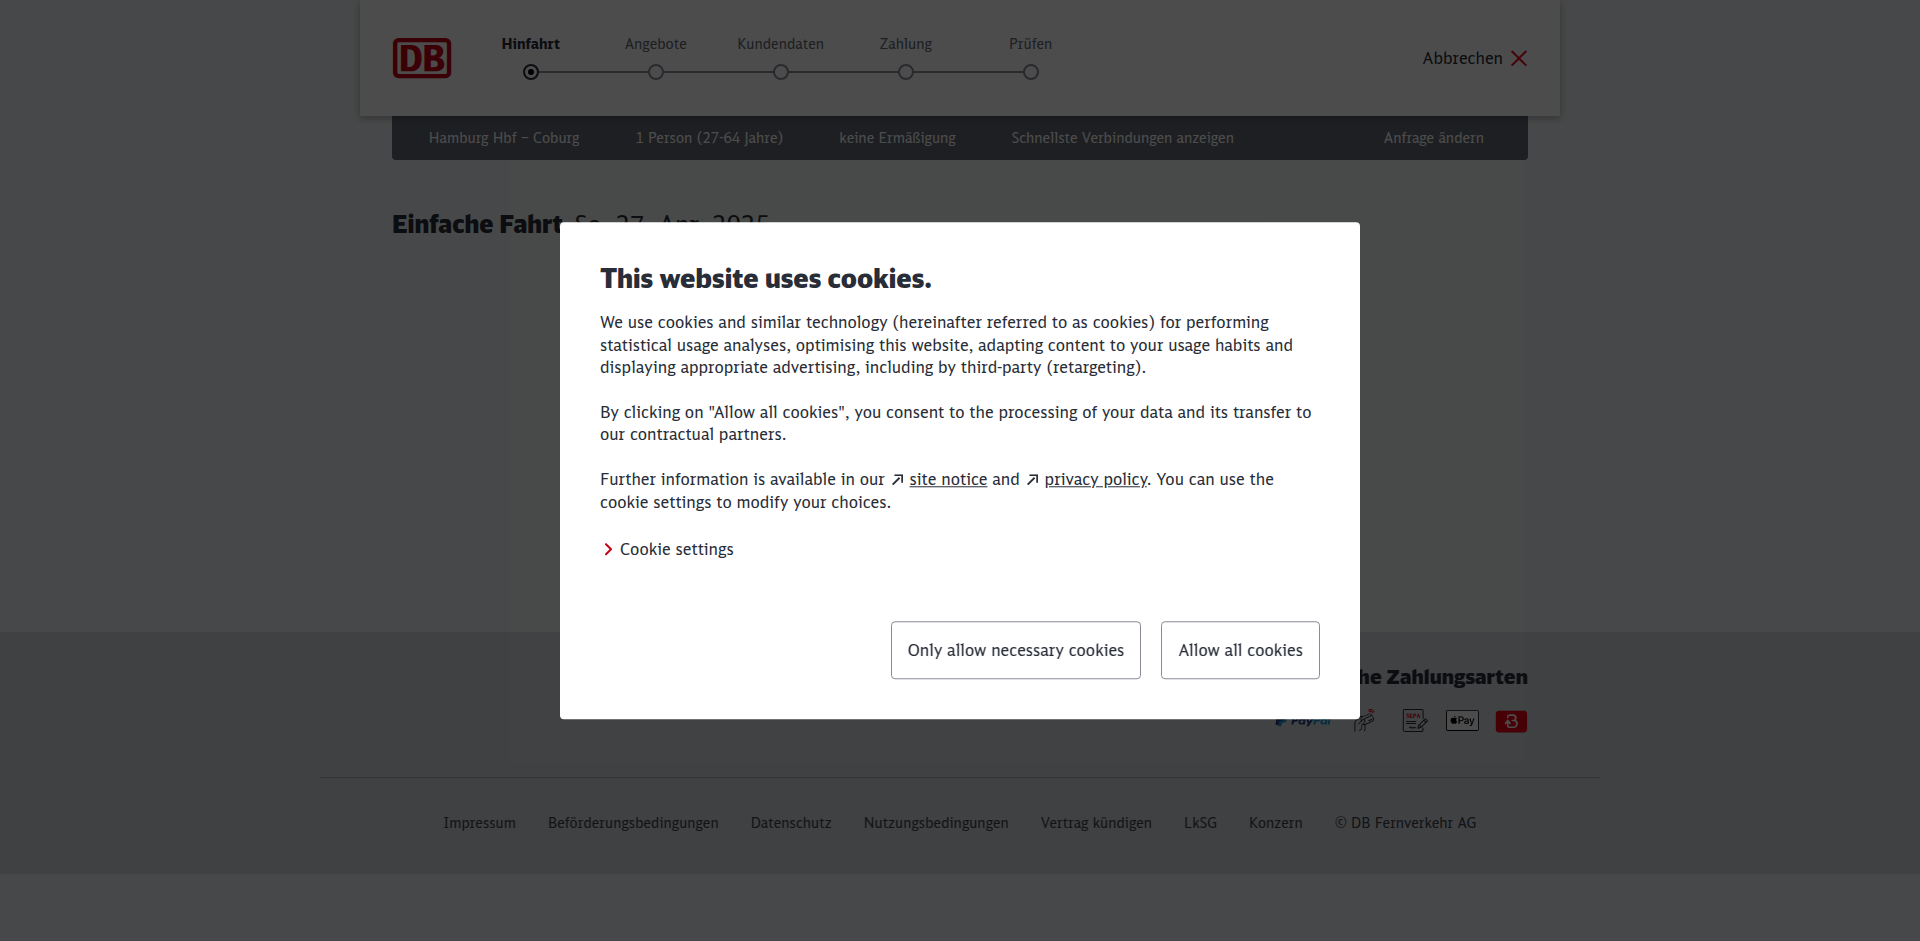 DB
Hinfahrt Angebote Kundendaten Zahlung Prüfen
Abbrechen
Hamburg Hbf – Coburg 1 Person (27-64 Jahre) keine Ermäßigung Schnellste Verbindungen anzeigen Anfrage ändern
Einfache Fahrt So. 27. Apr. 2025
This website uses cookies.
We use cookies and similar technology (hereinafter referred to as cookies) for performing
statistical usage analyses, optimising this website, adapting content to your usage habits and
displaying appropriate advertising, including by third-party (retargeting).
By clicking on "Allow all cookies", you consent to the processing of your data and its transfer to
our contractual partners.
Further information is available in our site notice and privacy policy. You can use the
cookie settings to modify your choices.
Cookie settings
Only allow necessary cookies Allow all cookies
Zahlungsarten
PayPal SEPA Pay
Impressum Beförderungsbedingungen Datenschutz Nutzungsbedingungen Vertrag kündigen LkSG Konzern © DB Fernverkehr AG